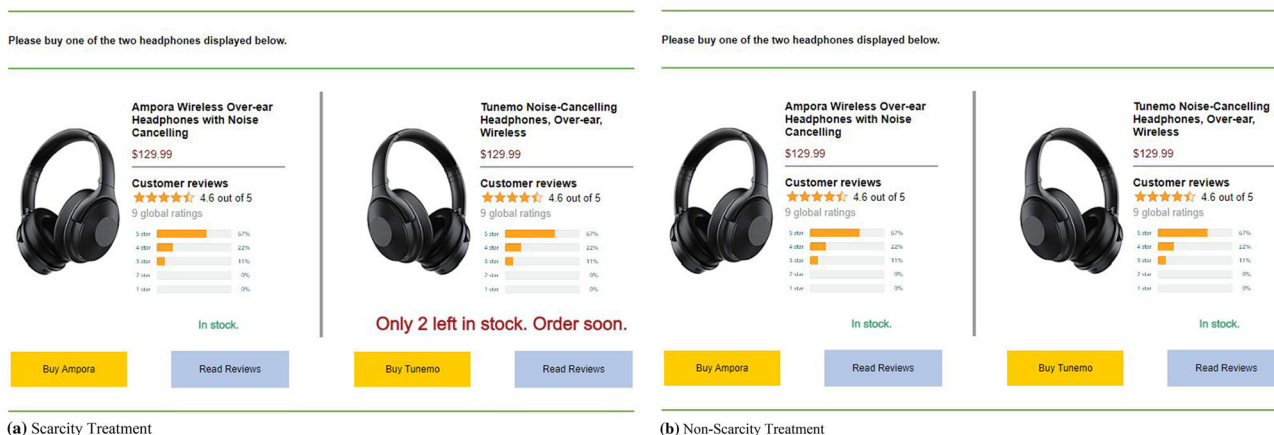 Please buy one of the two headphones displayed below.
Ampora Wireless Over-ear
Headphones with Noise
Cancelling
$129.99
Customer reviews
4.6 out of 5
9 global ratings
5 star 67%
4 star 22%
3 star 11%
2 star 0%
1 star 0%
In stock.
Buy Ampora
Read Reviews
Tunemo Noise-Cancelling
Headphones, Over-ear,
Wireless
$129.99
Customer reviews
4.6 out of 5
9 global ratings
5 star 67%
4 star 22%
3 star 11%
2 star 0%
1 star 0%
Only 2 left in stock. Order soon.
Buy Tunemo
Read Reviews
(a) Scarcity Treatment
Please buy one of the two headphones displayed below.
Ampora Wireless Over-ear
Headphones with Noise
Cancelling
$129.99
Customer reviews
4.6 out of 5
9 global ratings
5 star 67%
4 star 22%
3 star 11%
2 star 0%
1 star 0%
In stock.
Buy Ampora
Read Reviews
Tunemo Noise-Cancelling
Headphones, Over-ear,
Wireless
$129.99
Customer reviews
4.6 out of 5
9 global ratings
5 star 67%
4 star 22%
3 star 11%
2 star 0%
1 star 0%
In stock.
Buy Tunemo
Read Reviews
(b) Non-Scarcity Treatment